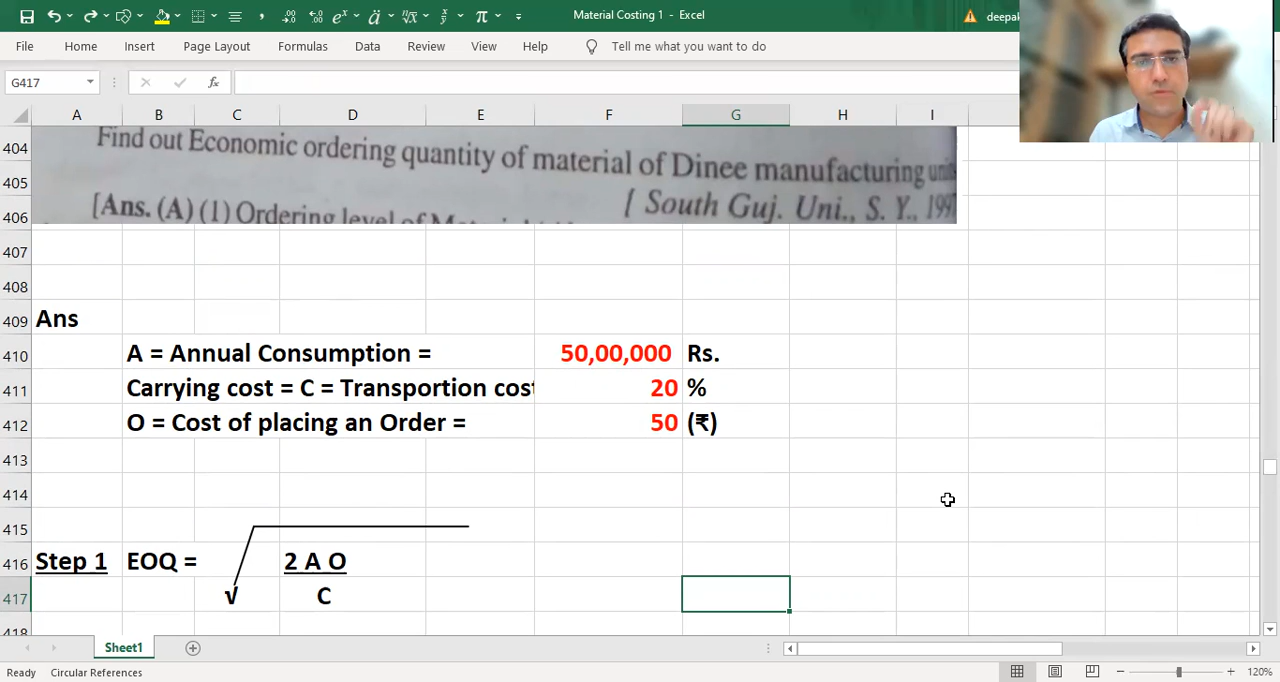 Material Costing 1 - Excel
deepak
File Home Insert Page Layout Formulas Data Review View Help Tell me what you want to do
G417 fx
A B C D E F G H I
404 Find out Economic ordering quantity of material of Dinee manufacturing
405
406 [Ans. (A) (1) Ordering level of [ South Guj. Uni., S. Y., 199
407
408
409 Ans
410 A = Annual Consumption = 50,00,000 Rs.
411 Carrying cost = C = Transportion cost 20 %
412 O = Cost of placing an Order = 50 (₹)
413
414
415
416 Step 1 EOQ = 2 A O
417 √ C
418
Sheet1
Ready Circular References 120%